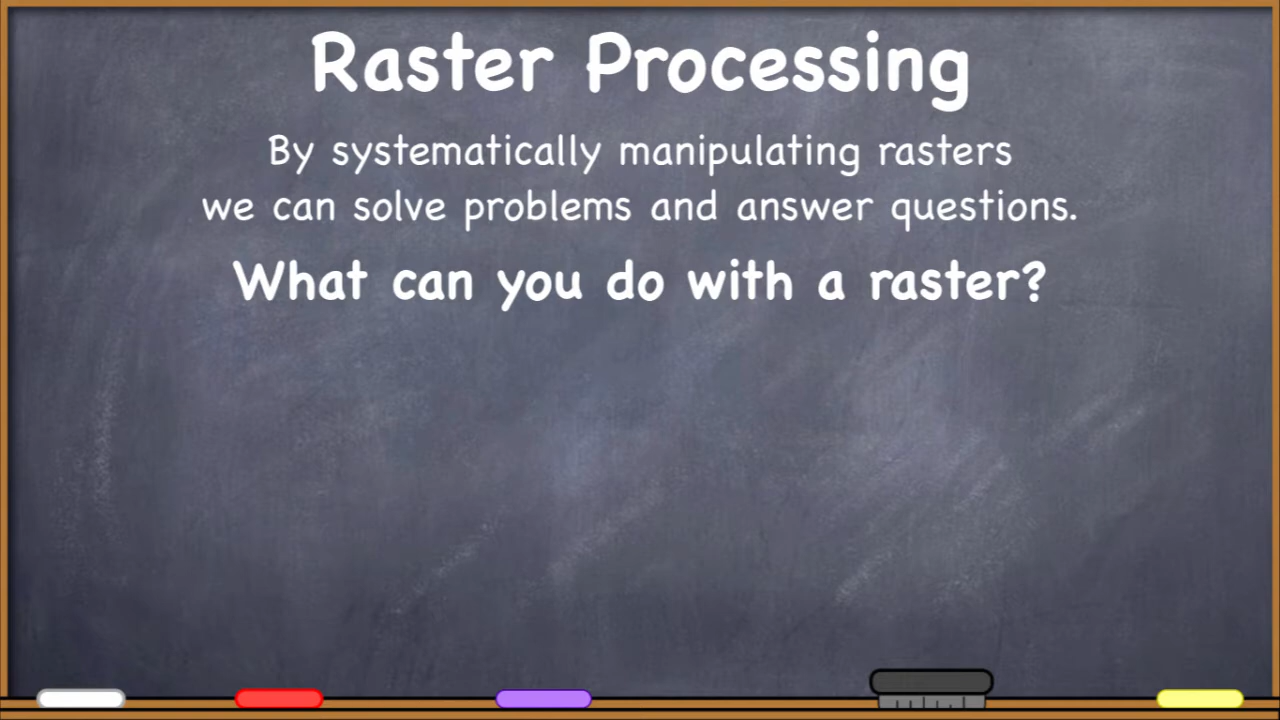 Raster Processing
By systematically manipulating rasters
we can solve problems and answer questions.
What can you do with a raster?